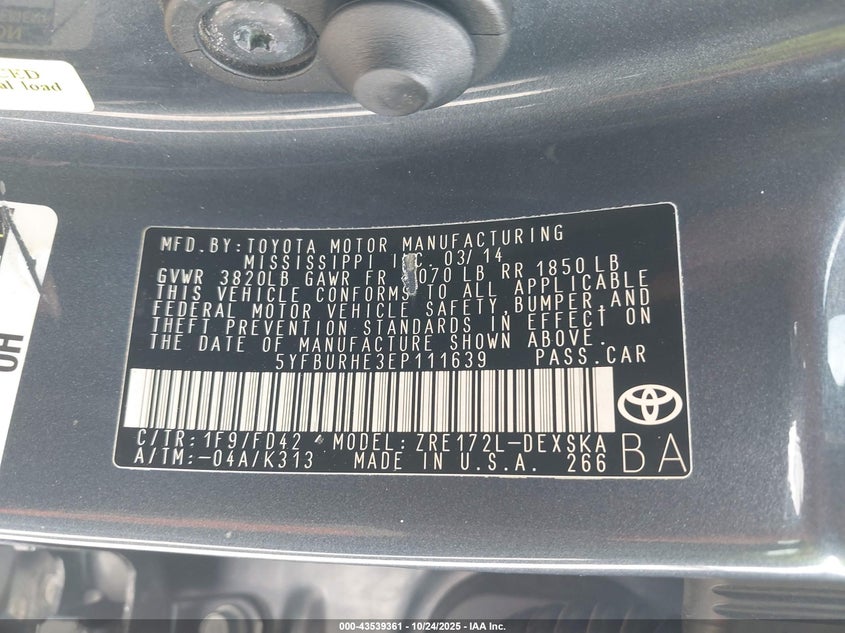 CED
al load
HO
MFD. BY: TOYOTA MOTOR MANUFACTURING
MISSISSIPPI INC. 03/14
GVWR 3820LB GAWR FR 070 LB RR 1850 LB
THIS VEHICLE CONFORMS TO ALL APPLICABLE
FEDERAL MOTOR VEHICLE SAFETY, BUMPER, AND
THEFT PREVENTION STANDARDS IN EFFECT ON
THE DATE OF MANUFACTURE SHOWN ABOVE.
5YFBURHE3EP111639 PASS. CAR
C/TR: 1F9/FD42 MODEL: ZRE172L-DEXSKA
A/TM:-04A/K313 MADE IN U.S.A. 266 BA
000-43539361 - 10/24/2025 - IAA Inc.